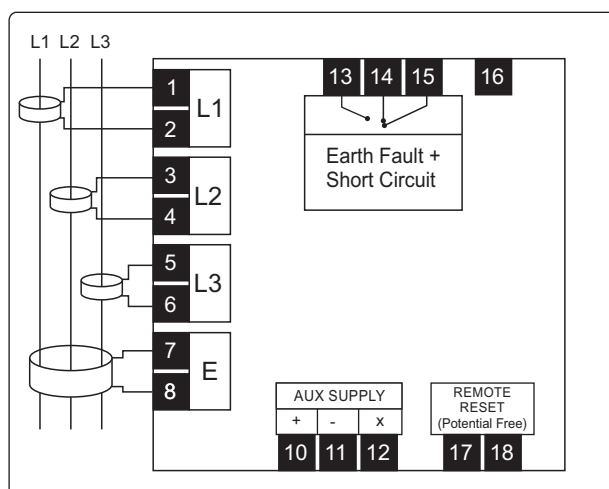 L1 L2 L3
13 14 15 16
1
L1
2
Earth Fault +
Short Circuit
3
L2
4
5
L3
6
7
E
8
AUX SUPPLY
+ - x
10 11 12
REMOTE
RESET
(Potential Free)
17 18